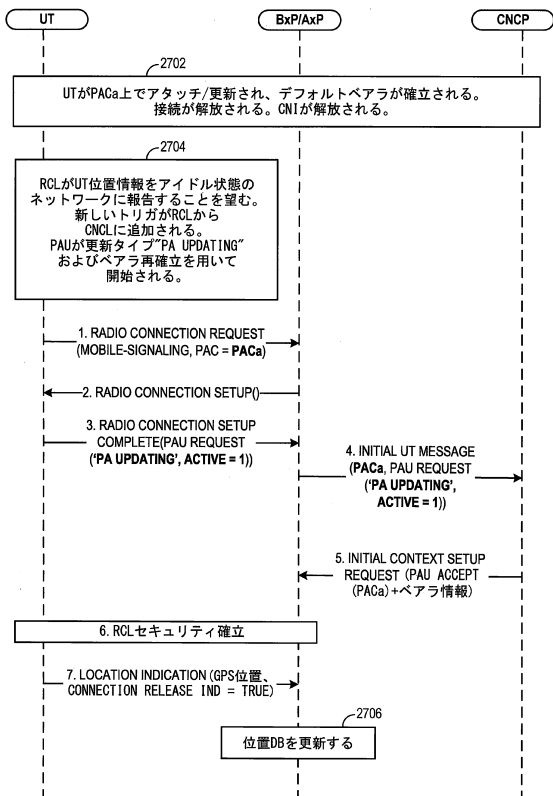 UT
BxP/AxP
CNCP
2702
UTがPACa上でアタッチ/更新され、デフォルトベアラが確立される。
接続が解放される。CNIが解放される。
2704
RCLがUT位置情報をアイドル状態の
ネットワークに報告することを望む。
新しいトリガがRCLから
CNCLに追加される。
PAUが更新タイプ"PA UPDATING"
およびベアラ再確立を用いて
開始される。
1. RADIO CONNECTION REQUEST
(MOBILE-SIGNALING, PAC = PACa)
2. RADIO CONNECTION SETUP()
3. RADIO CONNECTION SETUP
COMPLETE(PAU REQUEST
('PA UPDATING', ACTIVE = 1))
4. INITIAL UT MESSAGE
(PACa, PAU REQUEST
('PA UPDATING',
ACTIVE = 1))
5. INITIAL CONTEXT SETUP
REQUEST (PAU ACCEPT
(PACa)+ベアラ情報)
6. RCLセキュリティ確立
7. LOCATION INDICATION (GPS位置、
CONNECTION RELEASE IND = TRUE)
2706
位置DBを更新する